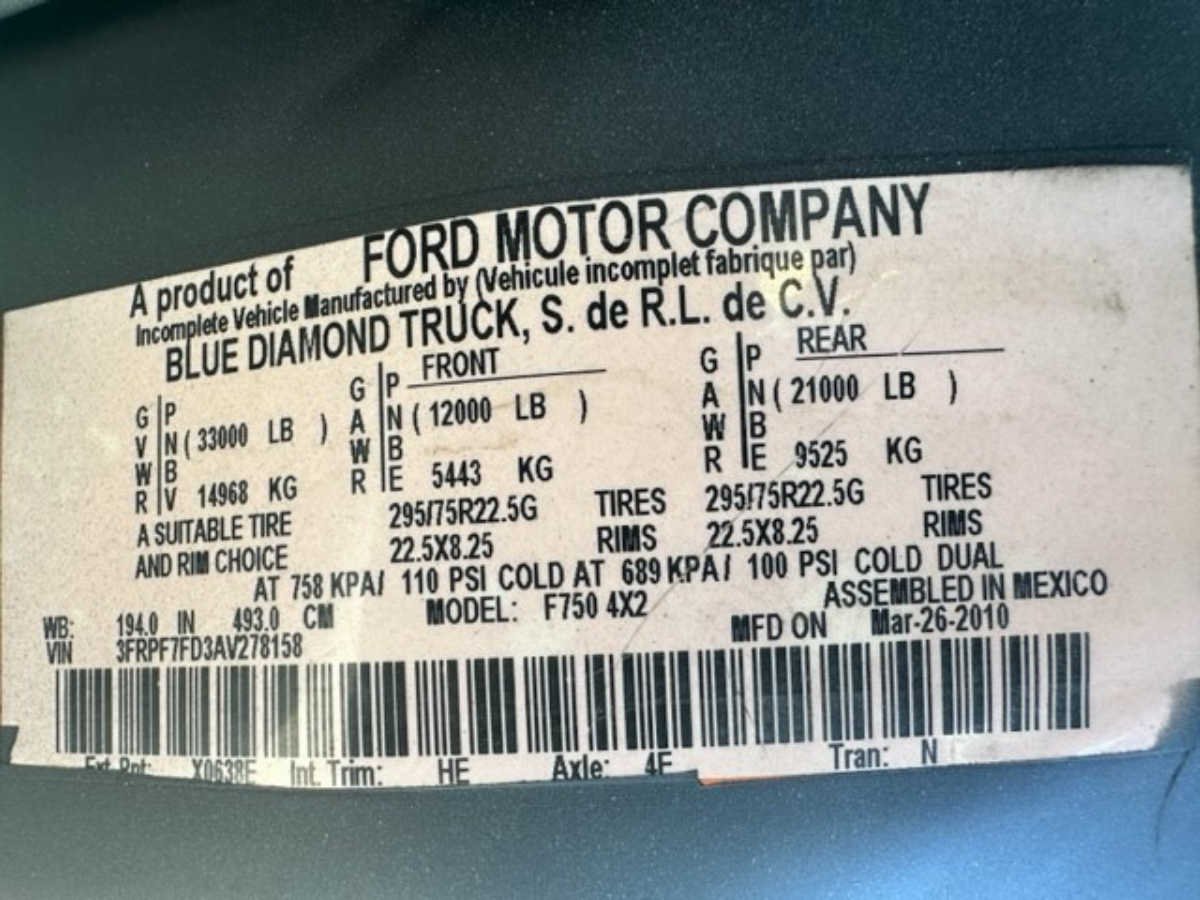 A product of FORD MOTOR COMPANY
Incomplete Vehicle Manufactured by (Vehicule incomplet fabrique par)
BLUE DIAMOND TRUCK, S. de R.L. de C.V.
FRONT REAR
GVWR PNBV (33000 LB ) GAWR PNBE (12000 LB ) GAWR PNBE (21000 LB )
14968 KG 5443 KG 9525 KG
A SUITABLE TIRE 295/75R22.5G TIRES 295/75R22.5G TIRES
AND RIM CHOICE 22.5X8.25 RIMS 22.5X8.25 RIMS
AT 758 KPA/ 110 PSI COLD AT 689 KPA/ 100 PSI COLD DUAL
WB: 194.0 IN 493.0 CM MODEL: F750 4X2 ASSEMBLED IN MEXICO
VIN 3FRPF7FD3AV278158 MFD ON Mar-26-2010
Ext Pnt: X0638E Int. Trim: HE Axle: 4F Tran: N